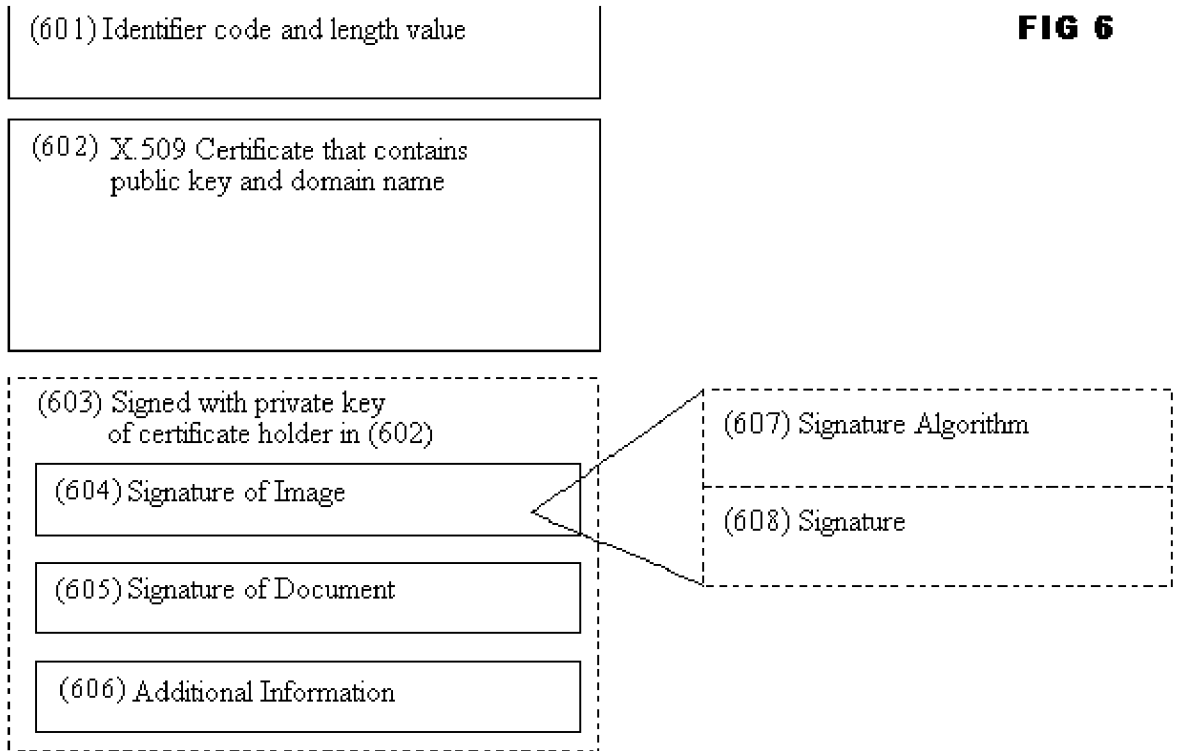 (601) Identifier code and length value
FIG 6
(602) X.509 Certificate that contains
public key and domain name
(603) Signed with private key
of certificate holder in (602)
(604) Signature of Image
(605) Signature of Document
(606) Additional Information
(607) Signature Algorithm
(608) Signature